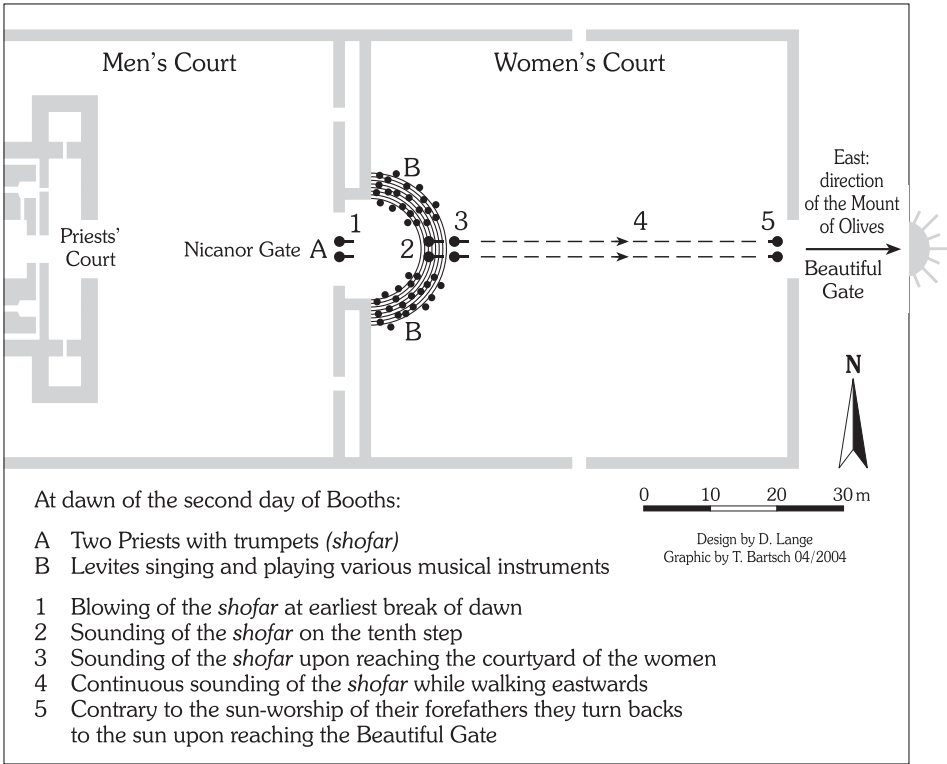 Men’s Court
Women’s Court
B
East:
direction
of the Mount
of Olives
1
3
4
5
Priests’
Court
Nicanor Gate
A
2
Beautiful
Gate
B
N
0 10 20 30 m
At dawn of the second day of Booths:
Design by D. Lange
Graphic by T. Bartsch 04/2004
A Two Priests with trumpets (shofar)
B Levites singing and playing various musical instruments
1 Blowing of the shofar at earliest break of dawn
2 Sounding of the shofar on the tenth step
3 Sounding of the shofar upon reaching the courtyard of the women
4 Continuous sounding of the shofar while walking eastwards
5 Contrary to the sun-worship of their forefathers they turn backs
to the sun upon reaching the Beautiful Gate